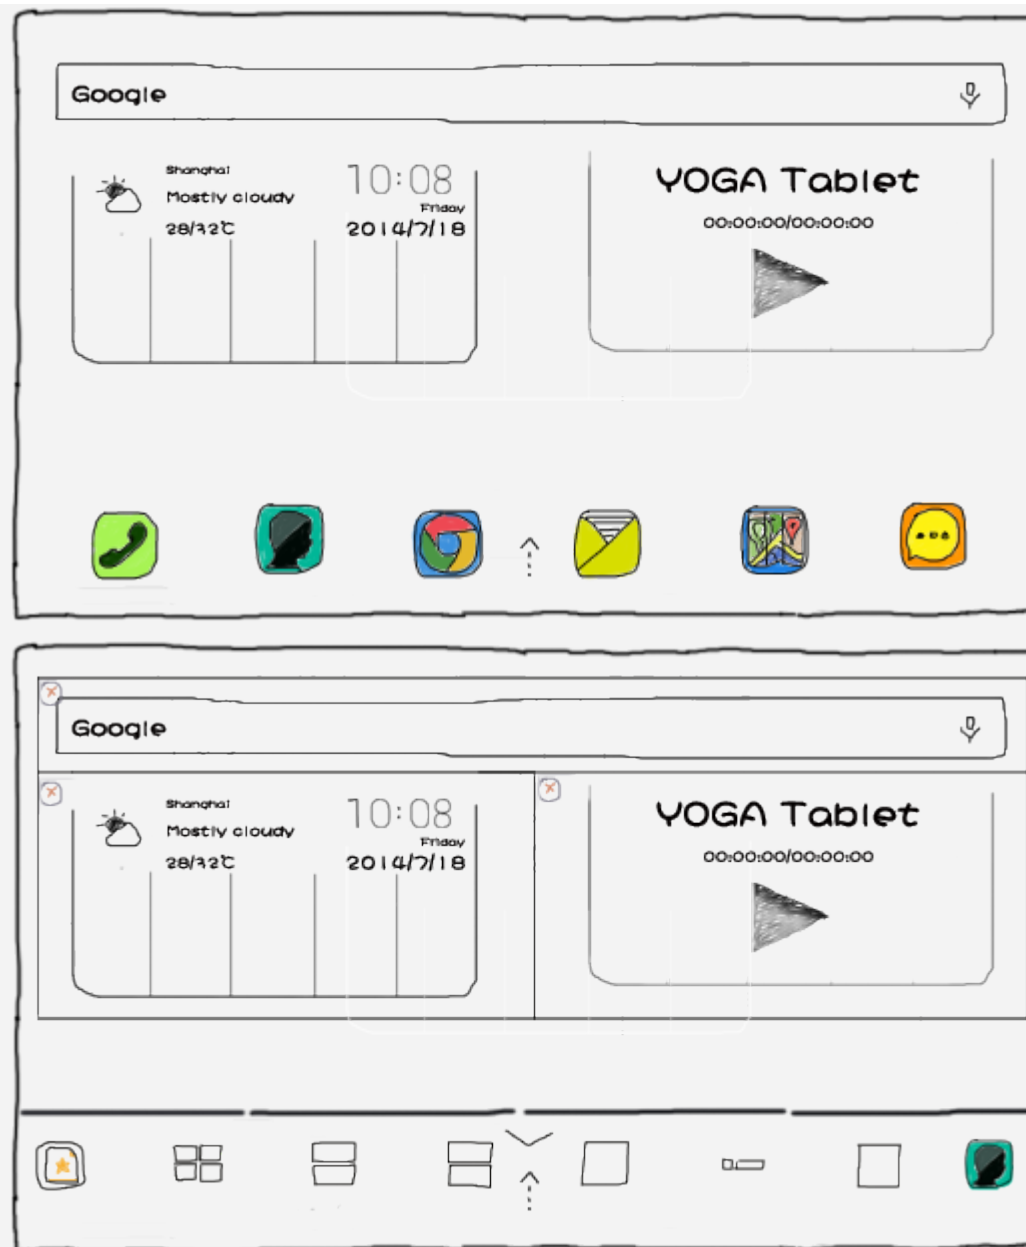 Google
Shanghai
Mostly cloudy
28/32℃
10:08
Friday
2014/7/18
YOGA Tablet
00:00:00/00:00:00
Google
Shanghai
Mostly cloudy
28/32℃
10:08
Friday
2014/7/18
YOGA Tablet
00:00:00/00:00:00